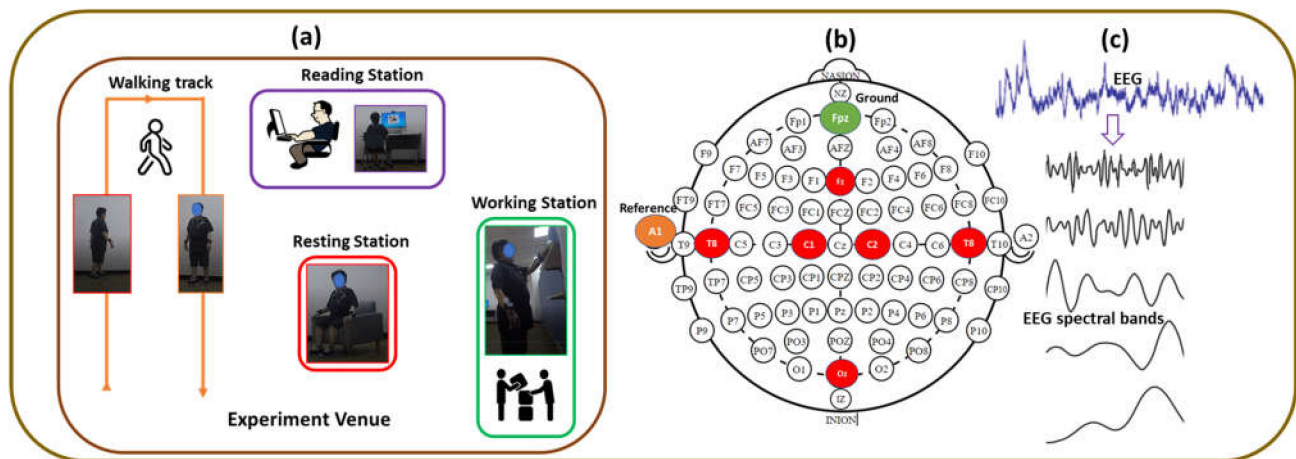 (a)
Walking track
Reading Station
Working Station
Resting Station
Experiment Venue
(b)
NASION
NZ
Ground
Fp1 Fpz Fp2
AF7 AF3 AFZ AF4 AF8
F9 F7 F5 F3 F1 Fz F2 F4 F6 F8 F10
FT9 FT7 FC5 FC3 FC1 FCZ FC2 FC4 FC6 FC8 FC10
Reference
A1 T9 T8 C5 C3 C1 Cz C2 C4 C6 T8 T10 A2
TP9 TP7 CP5 CP3 CP1 CPZ CP2 CP4 CP6 CP8 CP10
P9 P7 P5 P3 P1 Pz P2 P4 P6 P8 P10
PO7 PO3 POZ PO4 PO8
O1 Oz O2
IZ
INION
(c)
EEG
EEG spectral bands